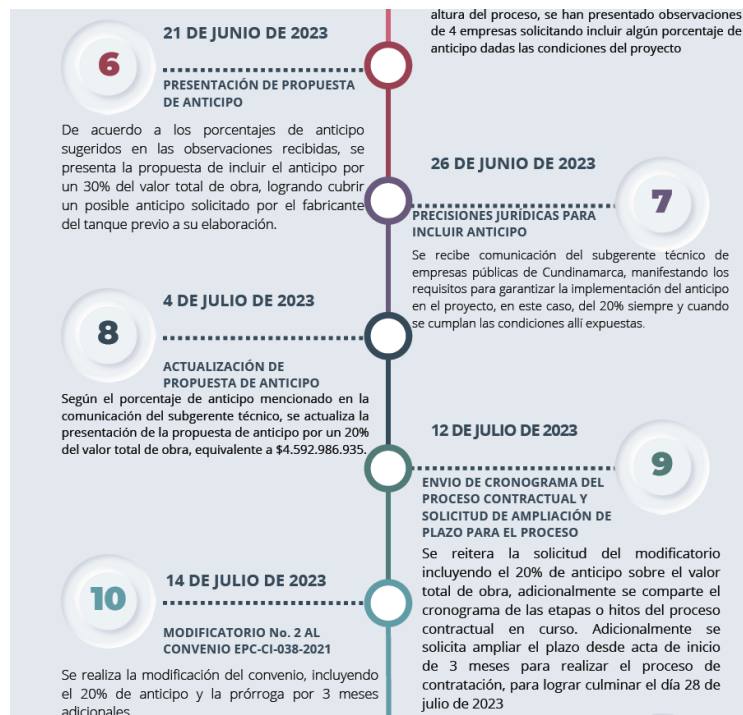 altura del proceso, se han presentado observaciones
de 4 empresas solicitando incluir algún porcentaje de
anticipo dadas las condiciones del proyecto
21 DE JUNIO DE 2023
6
PRESENTACIÓN DE PROPUESTA
DE ANTICIPO
De acuerdo a los porcentajes de anticipo
sugeridos en las observaciones recibidas, se
presenta la propuesta de incluir el anticipo por
un 30% del valor total de obra, logrando cubrir
un posible anticipo solicitado por el fabricante
del tanque previo a su elaboración.
26 DE JUNIO DE 2023
7
PRECISIONES JURÍDICAS PARA
INCLUIR ANTICIPO
Se recibe comunicación del subgerente técnico de
empresas públicas de Cundinamarca, manifestando los
requisitos para garantizar la implementación del anticipo
en el proyecto, en este caso, del 20% siempre y cuando
se cumplan las condiciones allí expuestas.
4 DE JULIO DE 2023
8
ACTUALIZACIÓN DE
PROPUESTA DE ANTICIPO
Según el porcentaje de anticipo mencionado en la
comunicación del subgerente técnico, se actualiza la
presentación de la propuesta de anticipo por un 20%
del valor total de obra, equivalente a $4.592.986.935.
12 DE JULIO DE 2023
9
ENVIO DE CRONOGRAMA DEL
PROCESO CONTRACTUAL Y
SOLICITUD DE AMPLIACIÓN DE
PLAZO PARA EL PROCESO
Se reitera la solicitud del modificatorio
incluyendo el 20% de anticipo sobre el valor
total de obra, adicionalmente se comparte el
cronograma de las etapas o hitos del proceso
contractual en curso. Adicionalmente se
solicita ampliar el plazo desde acta de inicio
de 3 meses para realizar el proceso de
contratación, para lograr culminar el día 28 de
julio de 2023
14 DE JULIO DE 2023
10
MODIFICATORIO No. 2 AL
CONVENIO EPC-CI-038-2021
Se realiza la modificación del convenio, incluyendo
el 20% de anticipo y la prórroga por 3 meses
adicionales